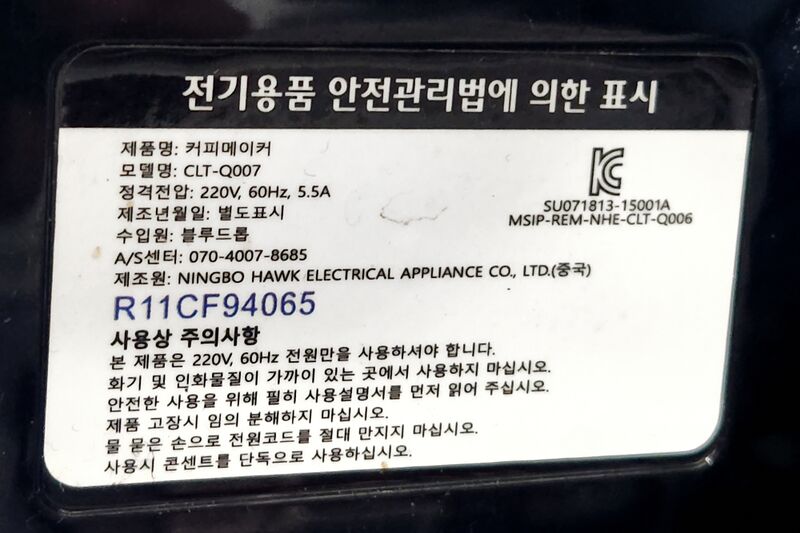 전기용품 안전관리법에 의한 표시
제품명: 커피메이커
모델명: CLT-Q007
정격전압: 220V, 60Hz, 5.5A
제조년월일: 별도표시
수입원: 블루드롭
A/S센터: 070-4007-8685
제조원: NINGBO HAWK ELECTRICAL APPLIANCE CO., LTD.(중국)
R11CF94065
KC
SU071813-15001A
MSIP-REM-NHE-CLT-Q006
사용상 주의사항
본 제품은 220V, 60Hz 전원만을 사용하셔야 합니다.
화기 및 인화물질이 가까이 있는 곳에서 사용하지 마십시오.
안전한 사용을 위해 필히 사용설명서를 먼저 읽어 주십시오.
제품 고장시 임의 분해하지 마십시오.
물 묻은 손으로 전원코드를 절대 만지지 마십시오.
사용시 콘센트를 단독으로 사용하십시오.